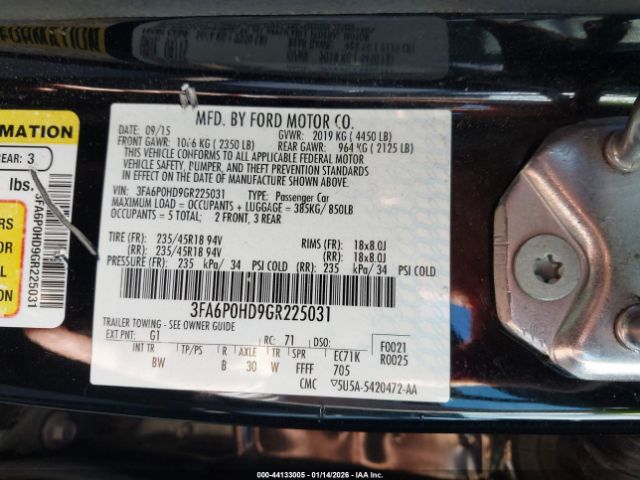 MFD. BY FORD MOTOR CO.
DATE: 09/15 GVWR: 2019 KG ( 4450 LB)
FRONT GAWR: KG ( 2350 LB) REAR GAWR: 964 KG ( 2125 LB)
THIS VEHICLE CONFORMS TO ALL APPLICABLE FEDERAL MOTOR
VEHICLE SAFETY, BUMPER, AND THEFT PREVENTION STANDARDS
IN EFFECT ON THE DATE OF MANUFACTURE SHOWN ABOVE.
VIN: 3FA6P0HD9GR225031 TYPE: Passenger Car
MAXIMUM LOAD = OCCUPANTS + LUGGAGE = 385KG/ 850LB
OCCUPANTS = 5 TOTAL: 2 FRONT, 3 REAR
TIRE (FR): 235/45R18 94V RIMS (FR): 18x8.0J
(RR): 235/45R18 94V (RR): 18x8.0J
PRESSURE (FR): 235 kPa/ 34 PSI COLD (RR): 235 kPa/ 34 PSI COLD
3FA6P0HD9GR225031
TRAILER TOWING - SEE OWNER GUIDE
EXT PNT: G1 RC: 71 DSO: F0021
R0025
INT TR TP/PS R AXLE TR SPR EC71K
BW B 30 W FFFF 705
CMC 5U5A-5420472-AA
RMATION
REAR: 3
lbs.
3FA6P0HD9GR225031
000-44133005 - 01/14/2026 - IAAHTTP